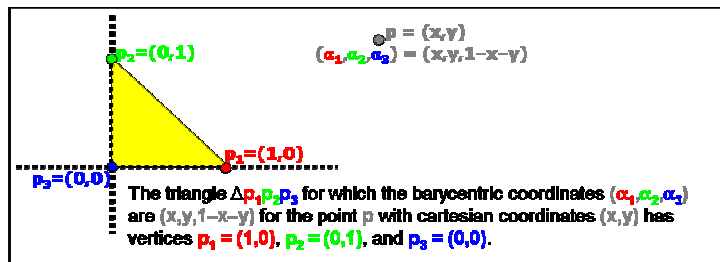 p₂=(0,1)
p = (x,y)
(α₁,α₂,α₃) = (x,y,1-x-y)
p₁=(1,0)
p₃=(0,0)
The triangle Δp₁p₂p₃ for which the barycentric coordinates (α₁,α₂,α₃)
are (x,y,1-x-y) for the point p with cartesian coordinates (x,y) has
vertices p₁ = (1,0), p₂ = (0,1), and p₃ = (0,0).